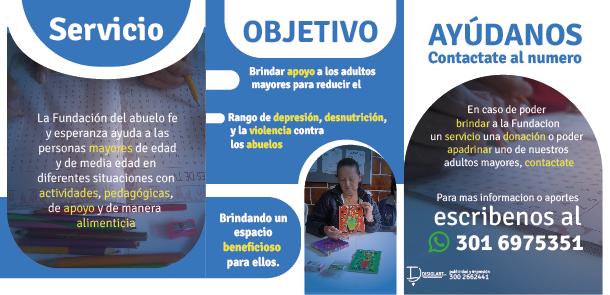 Servicio
La Fundación del abuelo fe
y esperanza ayuda a las
personas mayores de edad
y de media edad en
diferentes situaciones con
actividades, pedagógicas,
de apoyo y de manera
alimenticia
OBJETIVO
Brindar apoyo a los adultos
mayores para reducir el
Rango de depresión, desnutrición,
y la violencia contra
los abuelos
Brindando un
espacio
beneficioso
para ellos.
AYÚDANOS
Contactate al numero
En caso de poder
brindar a la Fundacion
un servicio una donación o poder
apadrinar uno de nuestros
adultos mayores, contactate
Para mas informacion o aportes
escribenos al
301 6975351
publicidad y impresión
300 2662441